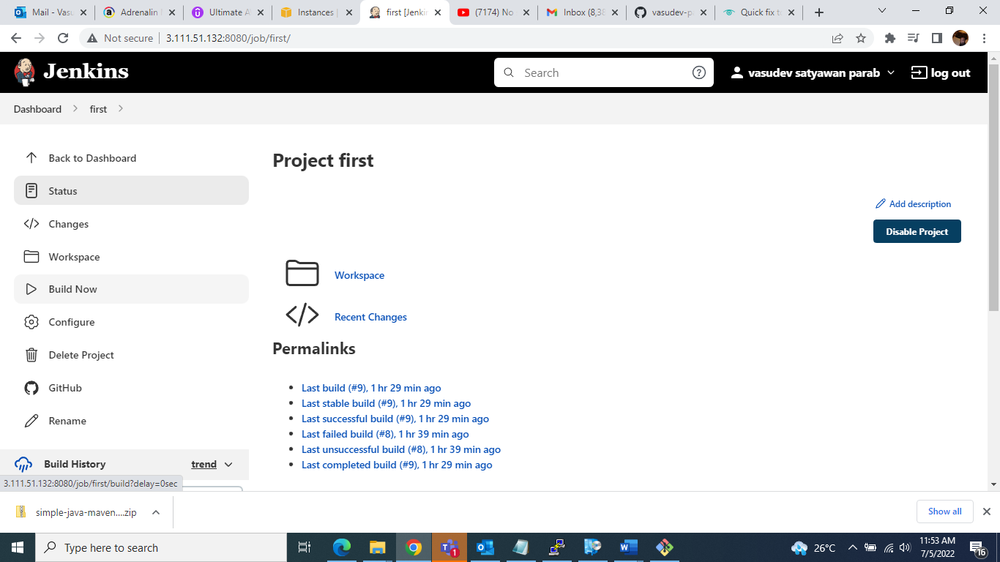 Mail - Vasu
Adrenalin
Ultimate A
Instances |
first [Jenkin
(7174) No
Inbox (8,38
vasudev-p
Quick fix t
Not secure
3.111.51.132:8080/job/first/
Jenkins
Search
vasudev satyawan parab
log out
Dashboard
first
Back to Dashboard
Status
Changes
Workspace
Build Now
Configure
Delete Project
GitHub
Rename
Build History
trend
3.111.51.132:8080/job/first/build?delay=0sec
Project first
Add description
Disable Project
Workspace
Recent Changes
Permalinks
Last build (#9), 1 hr 29 min ago
Last stable build (#9), 1 hr 29 min ago
Last successful build (#9), 1 hr 29 min ago
Last failed build (#8), 1 hr 39 min ago
Last unsuccessful build (#8), 1 hr 39 min ago
Last completed build (#9), 1 hr 29 min ago
simple-java-maven....zip
Show all
Type here to search
1
26°C
11:53 AM
7/5/2022
16